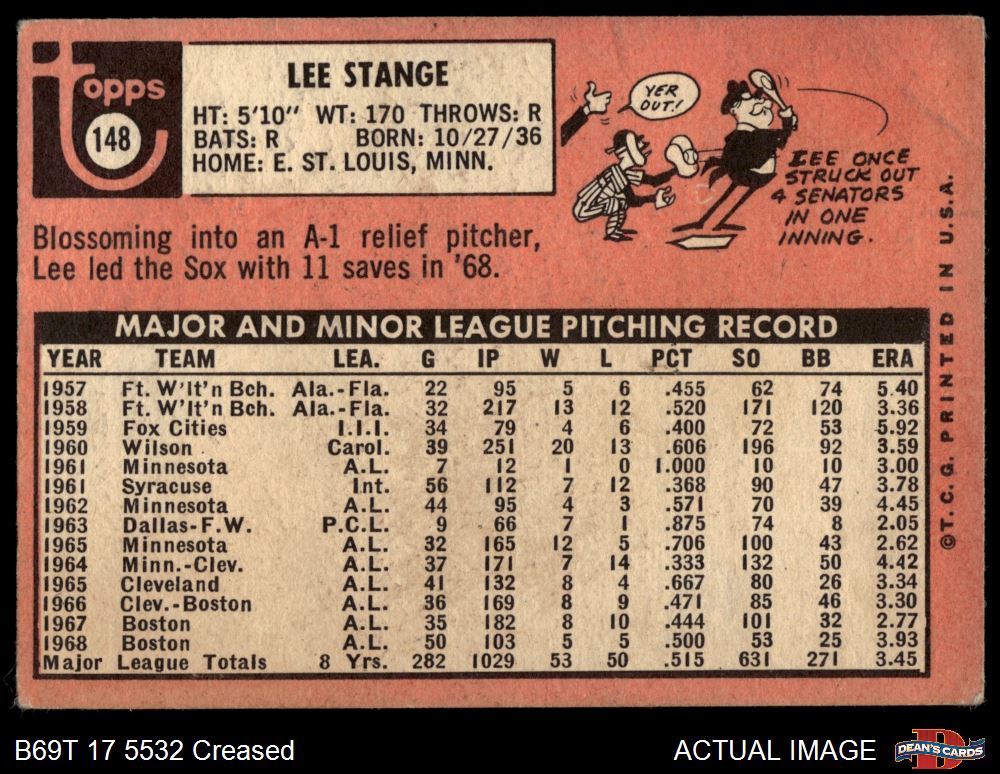 topps
148
LEE STANGE
HT: 5'10" WT: 170 THROWS: R
BATS: R BORN: 10/27/36
HOME: E. ST. LOUIS, MINN.
YER OUT!
LEE ONCE
STRUCK OUT
4 SENATORS
IN ONE
INNING.
Blossoming into an A-1 relief pitcher,
Lee led the Sox with 11 saves in '68.
MAJOR AND MINOR LEAGUE PITCHING RECORD
YEAR TEAM LEA. G IP W L PCT SO BB ERA
1957 Ft. W'lt'n Bch. Ala.-Fla. 22 95 5 6 .455 62 74 5.40
1958 Ft. W'lt'n Bch. Ala.-Fla. 32 217 13 12 .520 171 120 3.36
1959 Fox Cities I.I.I. 34 79 4 6 .400 72 53 5.92
1960 Wilson Carol. 39 251 20 13 .606 196 92 3.59
1961 Minnesota A.L. 7 12 1 0 1.000 10 10 3.00
1961 Syracuse Int. 56 112 7 12 .368 90 47 3.78
1962 Minnesota A.L. 44 95 4 3 .571 70 39 4.45
1963 Dallas-F.W. P.C.L. 9 66 7 1 .875 74 8 2.05
1965 Minnesota A.L. 32 165 12 5 .706 100 43 2.62
1964 Minn.-Clev. A.L. 37 171 7 14 .333 132 50 4.42
1965 Cleveland A.L. 41 132 8 4 .667 80 26 3.34
1966 Clev.-Boston A.L. 36 169 8 9 .471 85 46 3.30
1967 Boston A.L. 35 182 8 10 .444 101 32 2.77
1968 Boston A.L. 50 103 5 5 .500 53 25 3.93
Major League Totals 8 Yrs. 282 1029 53 50 .515 631 271 3.45
©T. C. G. PRINTED IN U.S.A.
B69T 17 5532 Creased
ACTUAL IMAGE
DEAN'S CARDS